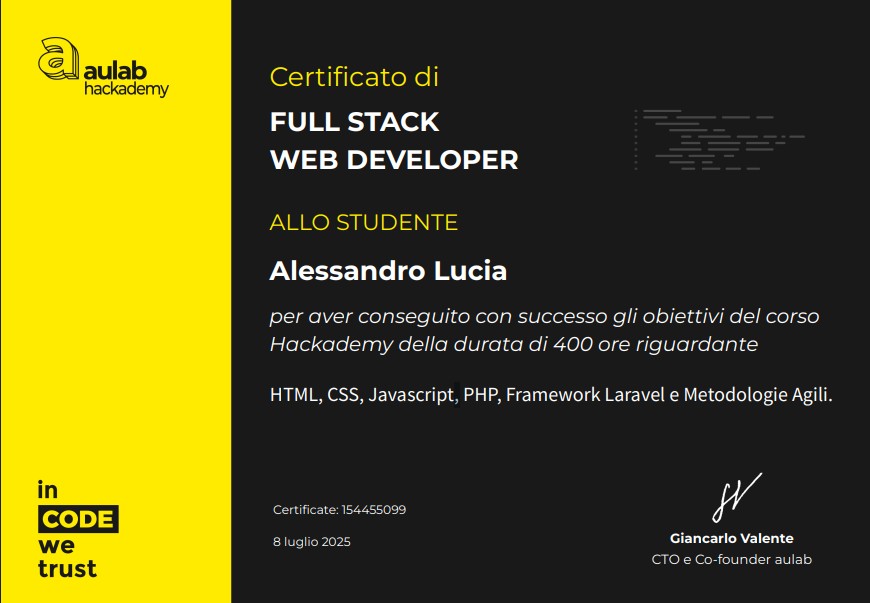 aulab
hackademy
Certificato di
FULL STACK
WEB DEVELOPER
ALLO STUDENTE
Alessandro Lucia
per aver conseguito con successo gli obiettivi del corso
Hackademy della durata di 400 ore riguardante
HTML, CSS, Javascript, PHP, Framework Laravel e Metodologie Agili.
in
CODE
we
trust
Certificate: 154455099
8 luglio 2025
Giancarlo Valente
CTO e Co-founder aulab